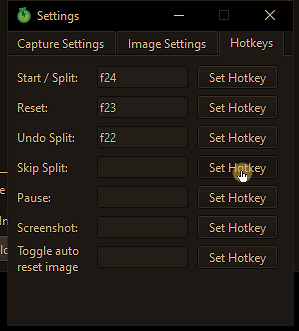 Settings
Capture Settings Image Settings Hotkeys
Start / Split: f24 Set Hotkey
Reset: f23 Set Hotkey
Undo Split: f22 Set Hotkey
Skip Split: Set Hotkey
Pause: Set Hotkey
Screenshot: Set Hotkey
Toggle auto
reset image Set Hotkey